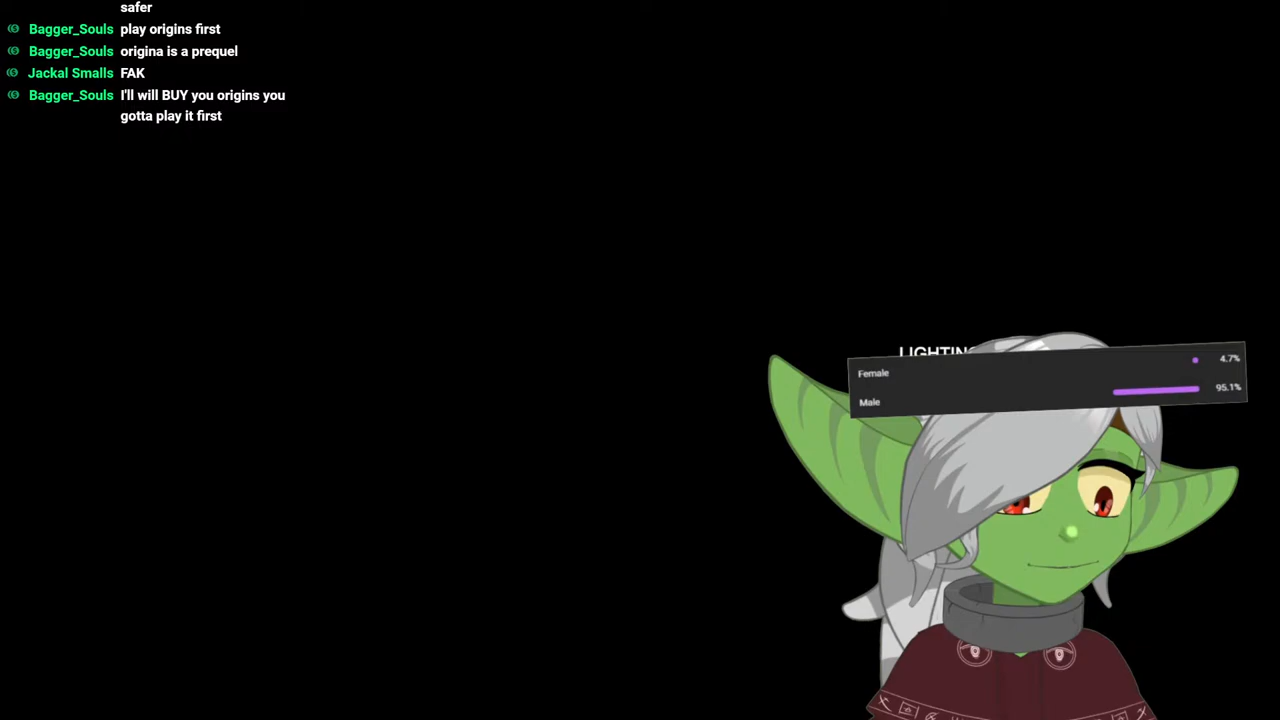 safer
Bagger_Souls play origins first
Bagger_Souls origina is a prequel
Jackal Smalls FAK
Bagger_Souls I'll will BUY you origins you
gotta play it first
LIGHTING
Female 4.7%
Male 95.1%